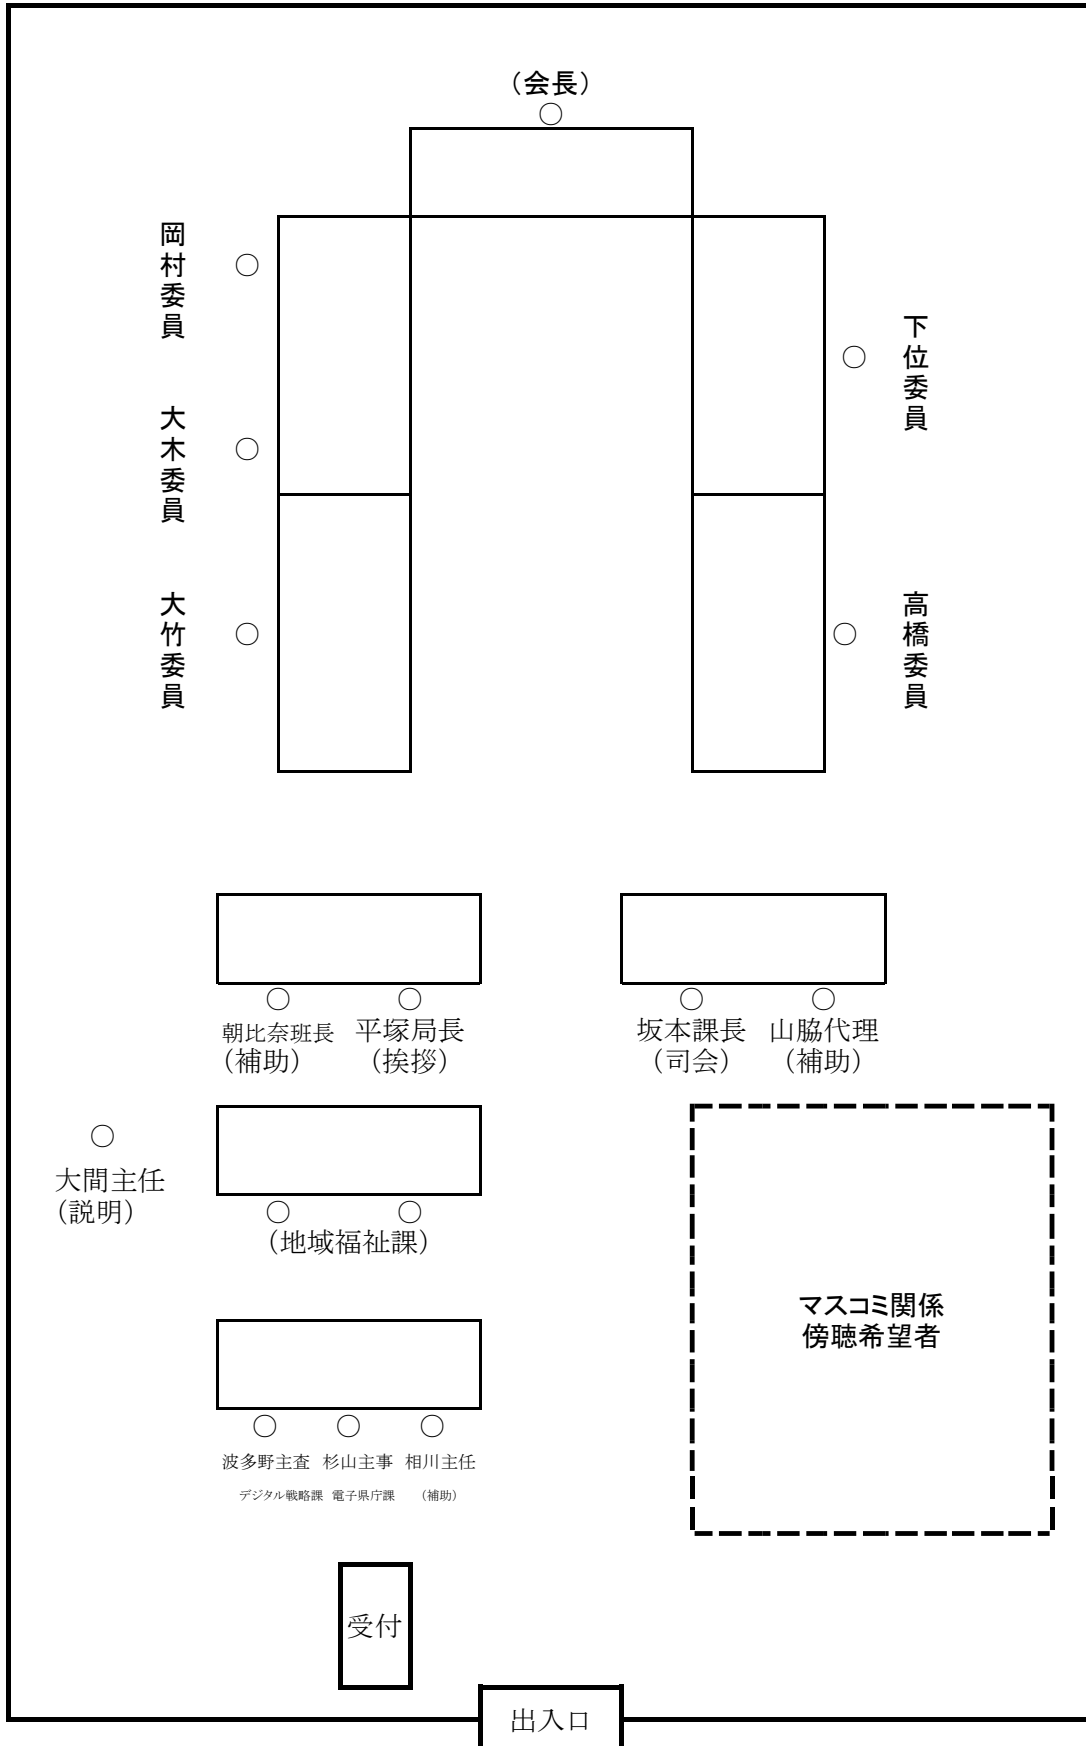 （会長）
岡村委員
下位委員
大木委員
大竹委員
高橋委員
朝比奈班長 平塚局長 坂本課長 山脇代理
（補助） （挨拶） （司会） （補助）
大間主任
（説明）
（地域福祉課）
マスコミ関係
傍聴希望者
波多野主査 杉山主事 相川主任
デジタル戦略課 電子県庁課 （補助）
受付
出入口